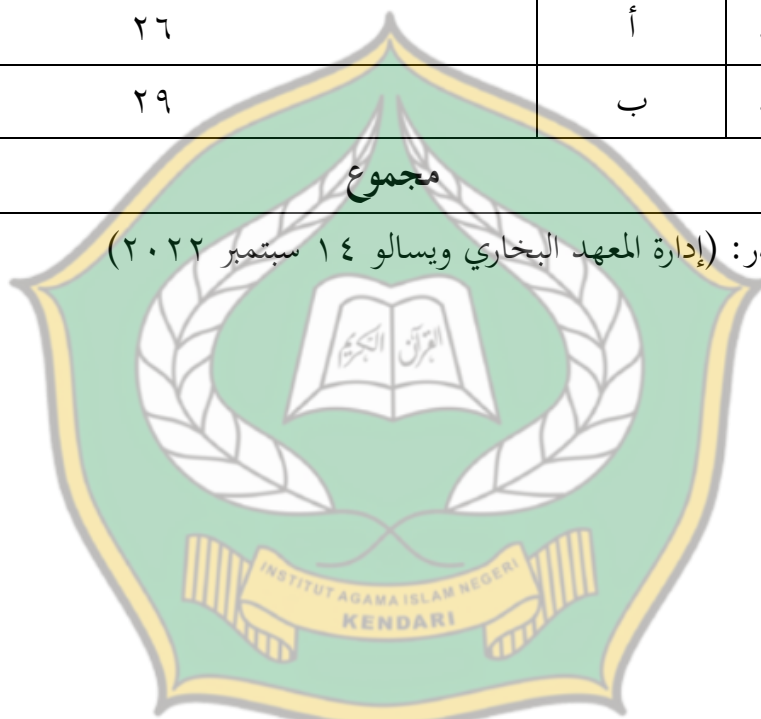 أ ٢٦
ب ٢٩
مجموع
ر: (إدارة المعهد البخاري ويسالو ١٤ سبتمبر ٢٠٢٢)
القرآن الكريم
INSTITUT AGAMA ISLAM NEGERI
KENDARI